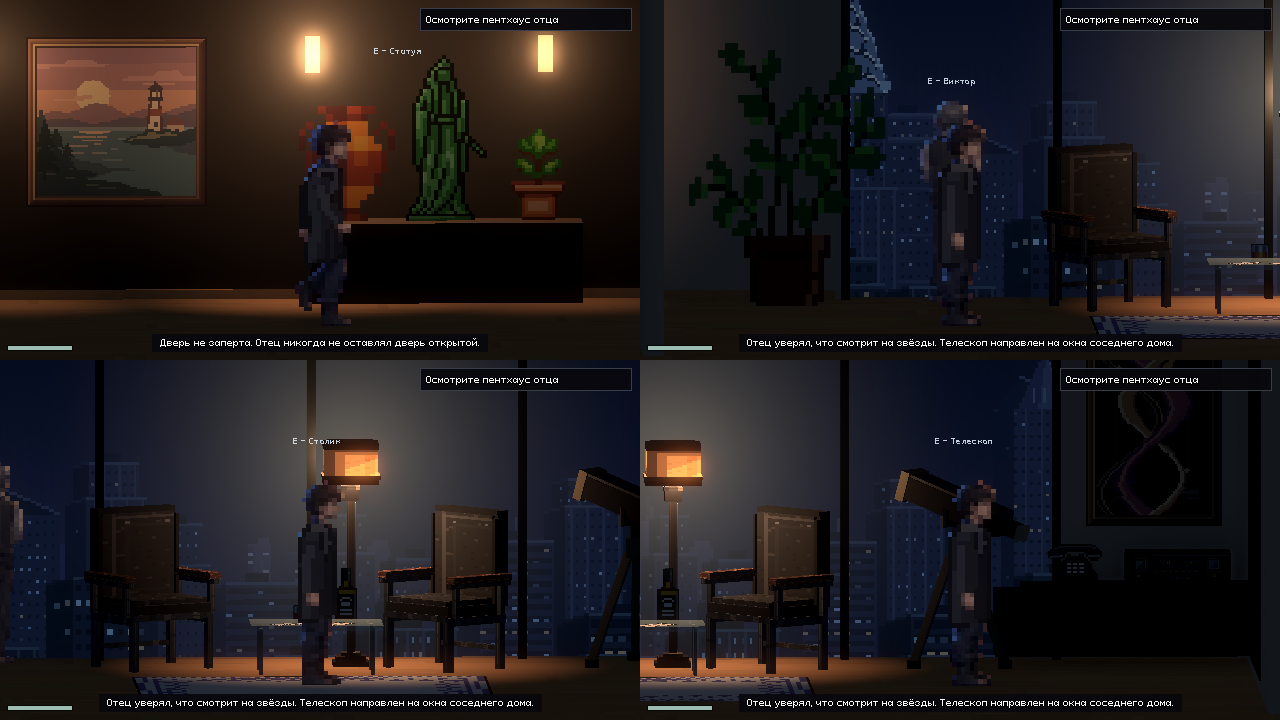 Осмотрите пентхаус отца
E - Статуя
Дверь не заперта. Отец никогда не оставлял дверь открытой.
Осмотрите пентхаус отца
E - Виктор
Отец уверял, что смотрит на звёзды. Телескоп направлен на окна соседнего дома.
Осмотрите пентхаус отца
E - Столик
Отец уверял, что смотрит на звёзды. Телескоп направлен на окна соседнего дома.
Осмотрите пентхаус отца
E - Телескоп
Отец уверял, что смотрит на звёзды. Телескоп направлен на окна соседнего дома.